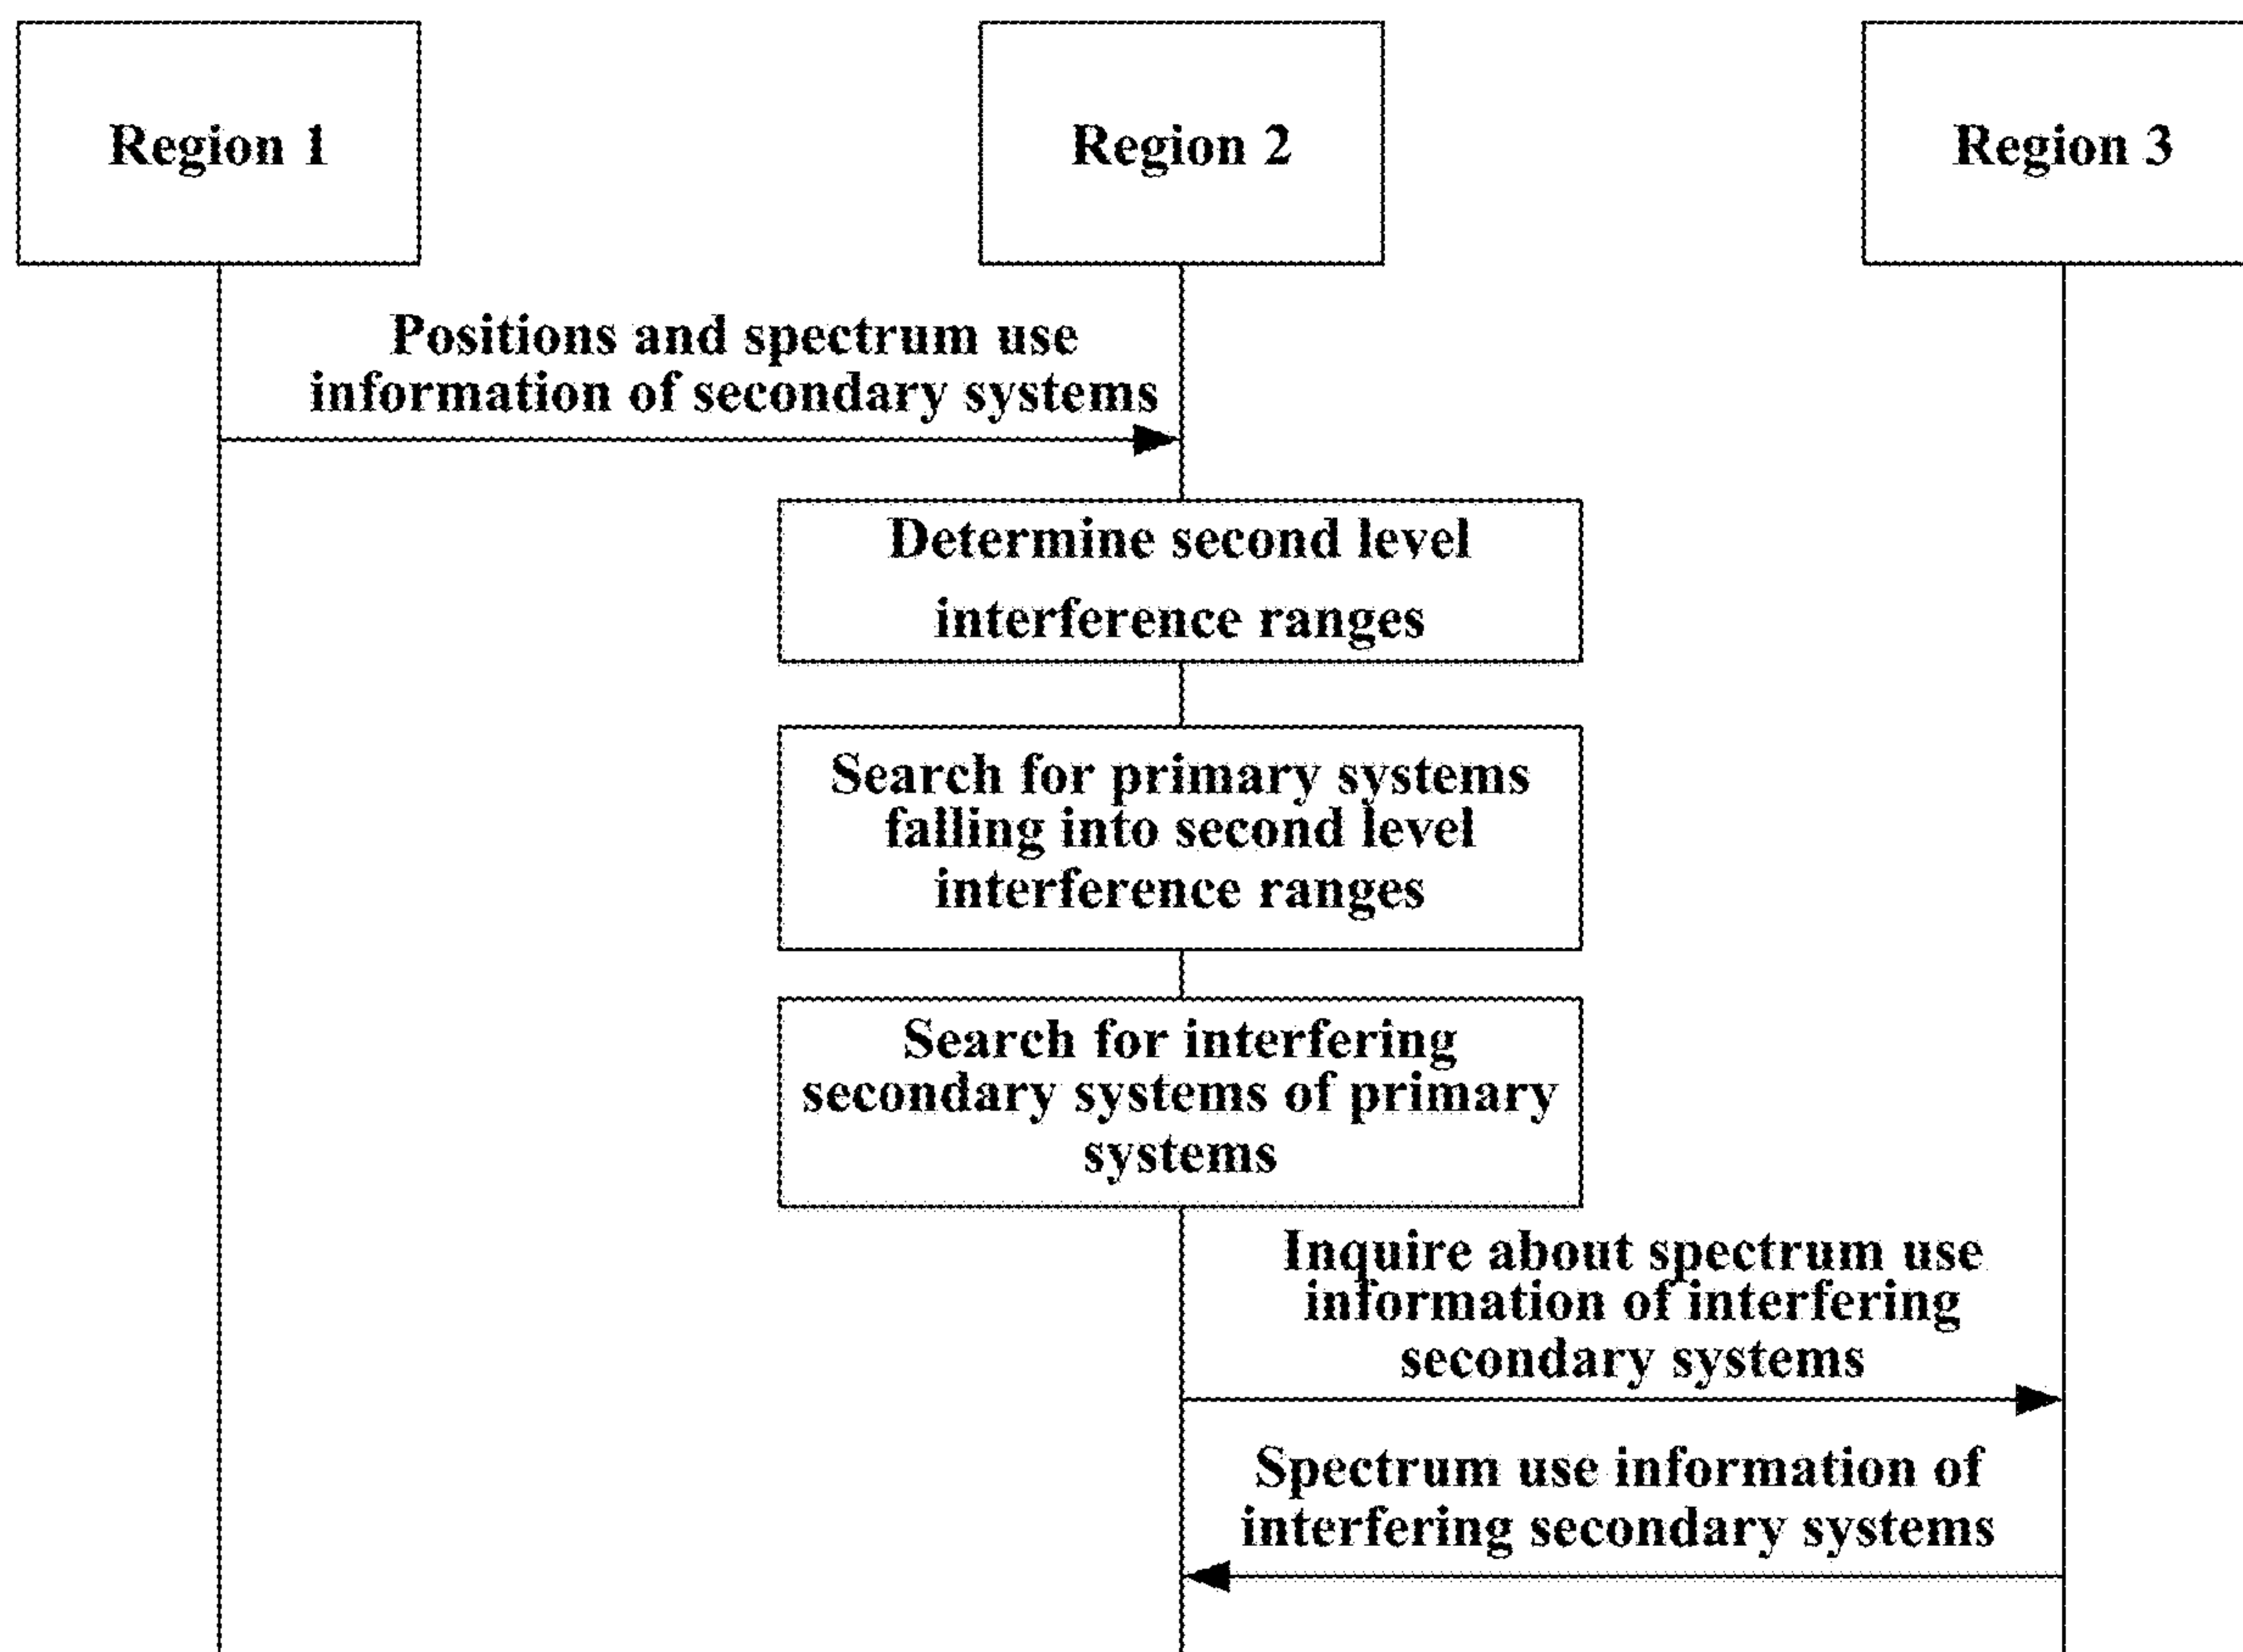 Region 1
Region 2
Region 3
Positions and spectrum use
information of secondary systems
Determine second level
interference ranges
Search for primary systems
falling into second level
interference ranges
Search for interfering
secondary systems of primary
systems
Inquire about spectrum use
information of interfering
secondary systems
Spectrum use information of
interfering secondary systems